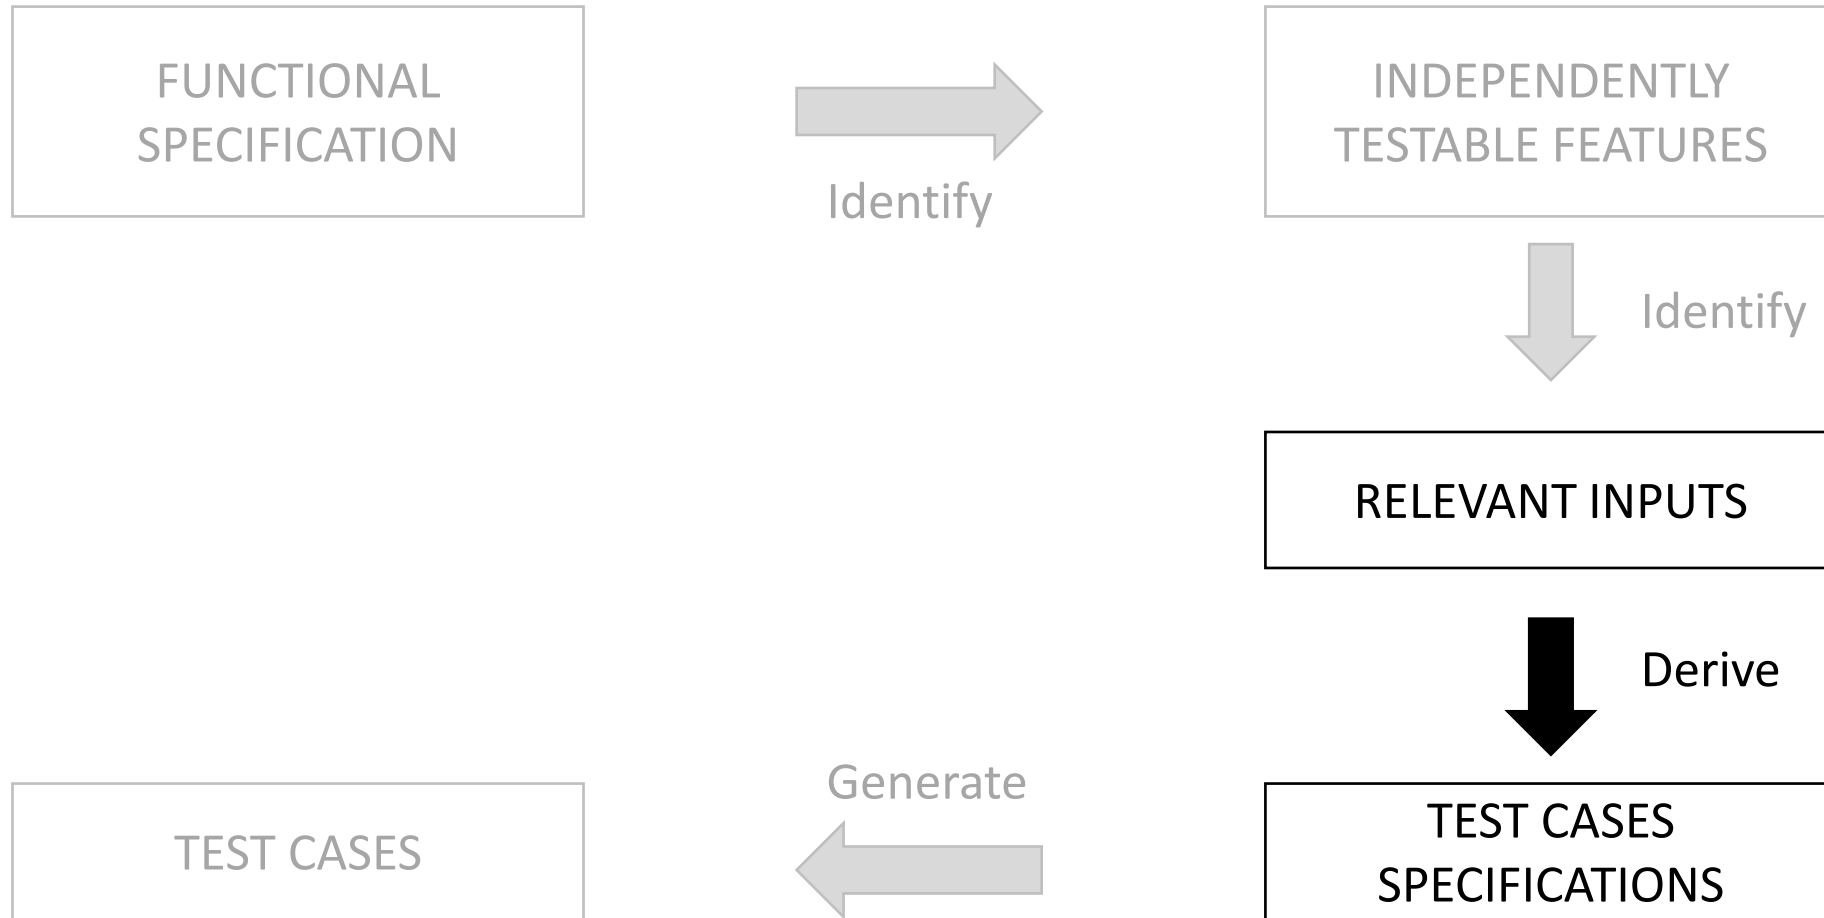 FUNCTIONAL
SPECIFICATION
Identify
INDEPENDENTLY
TESTABLE FEATURES
Identify
RELEVANT INPUTS
Derive
TEST CASES
SPECIFICATIONS
Generate
TEST CASES